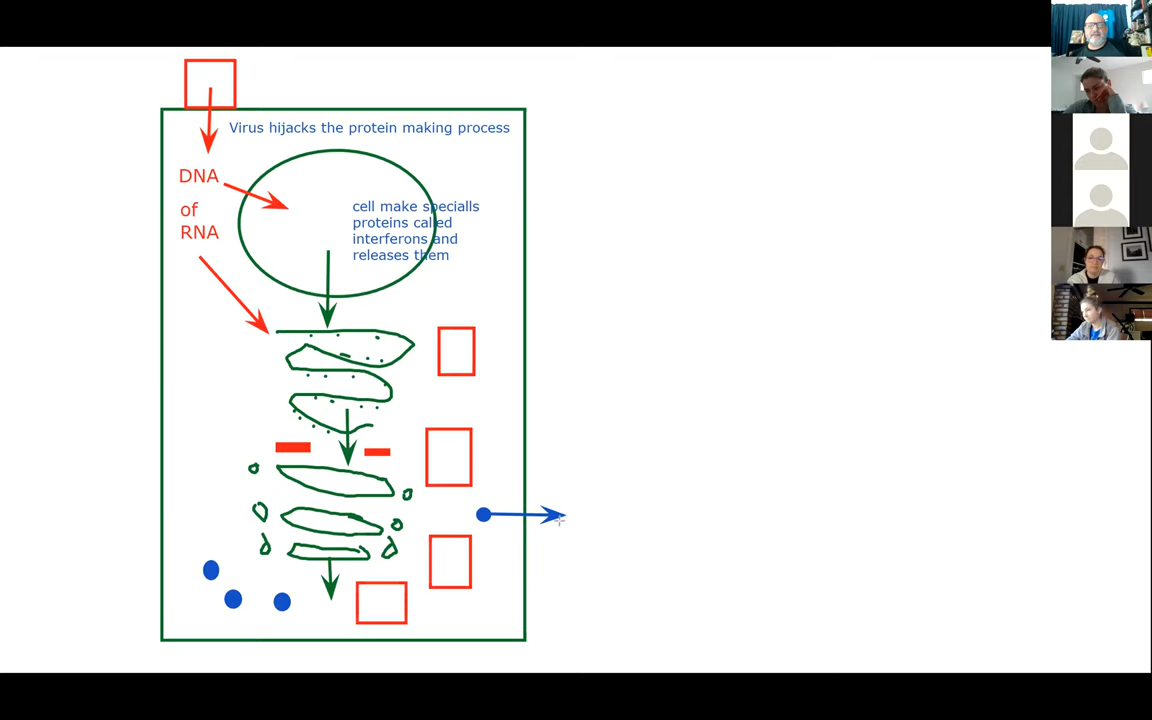 Virus hijacks the protein making process
DNA
of
RNA
cell make specialls
proteins called
interferons and
releases them